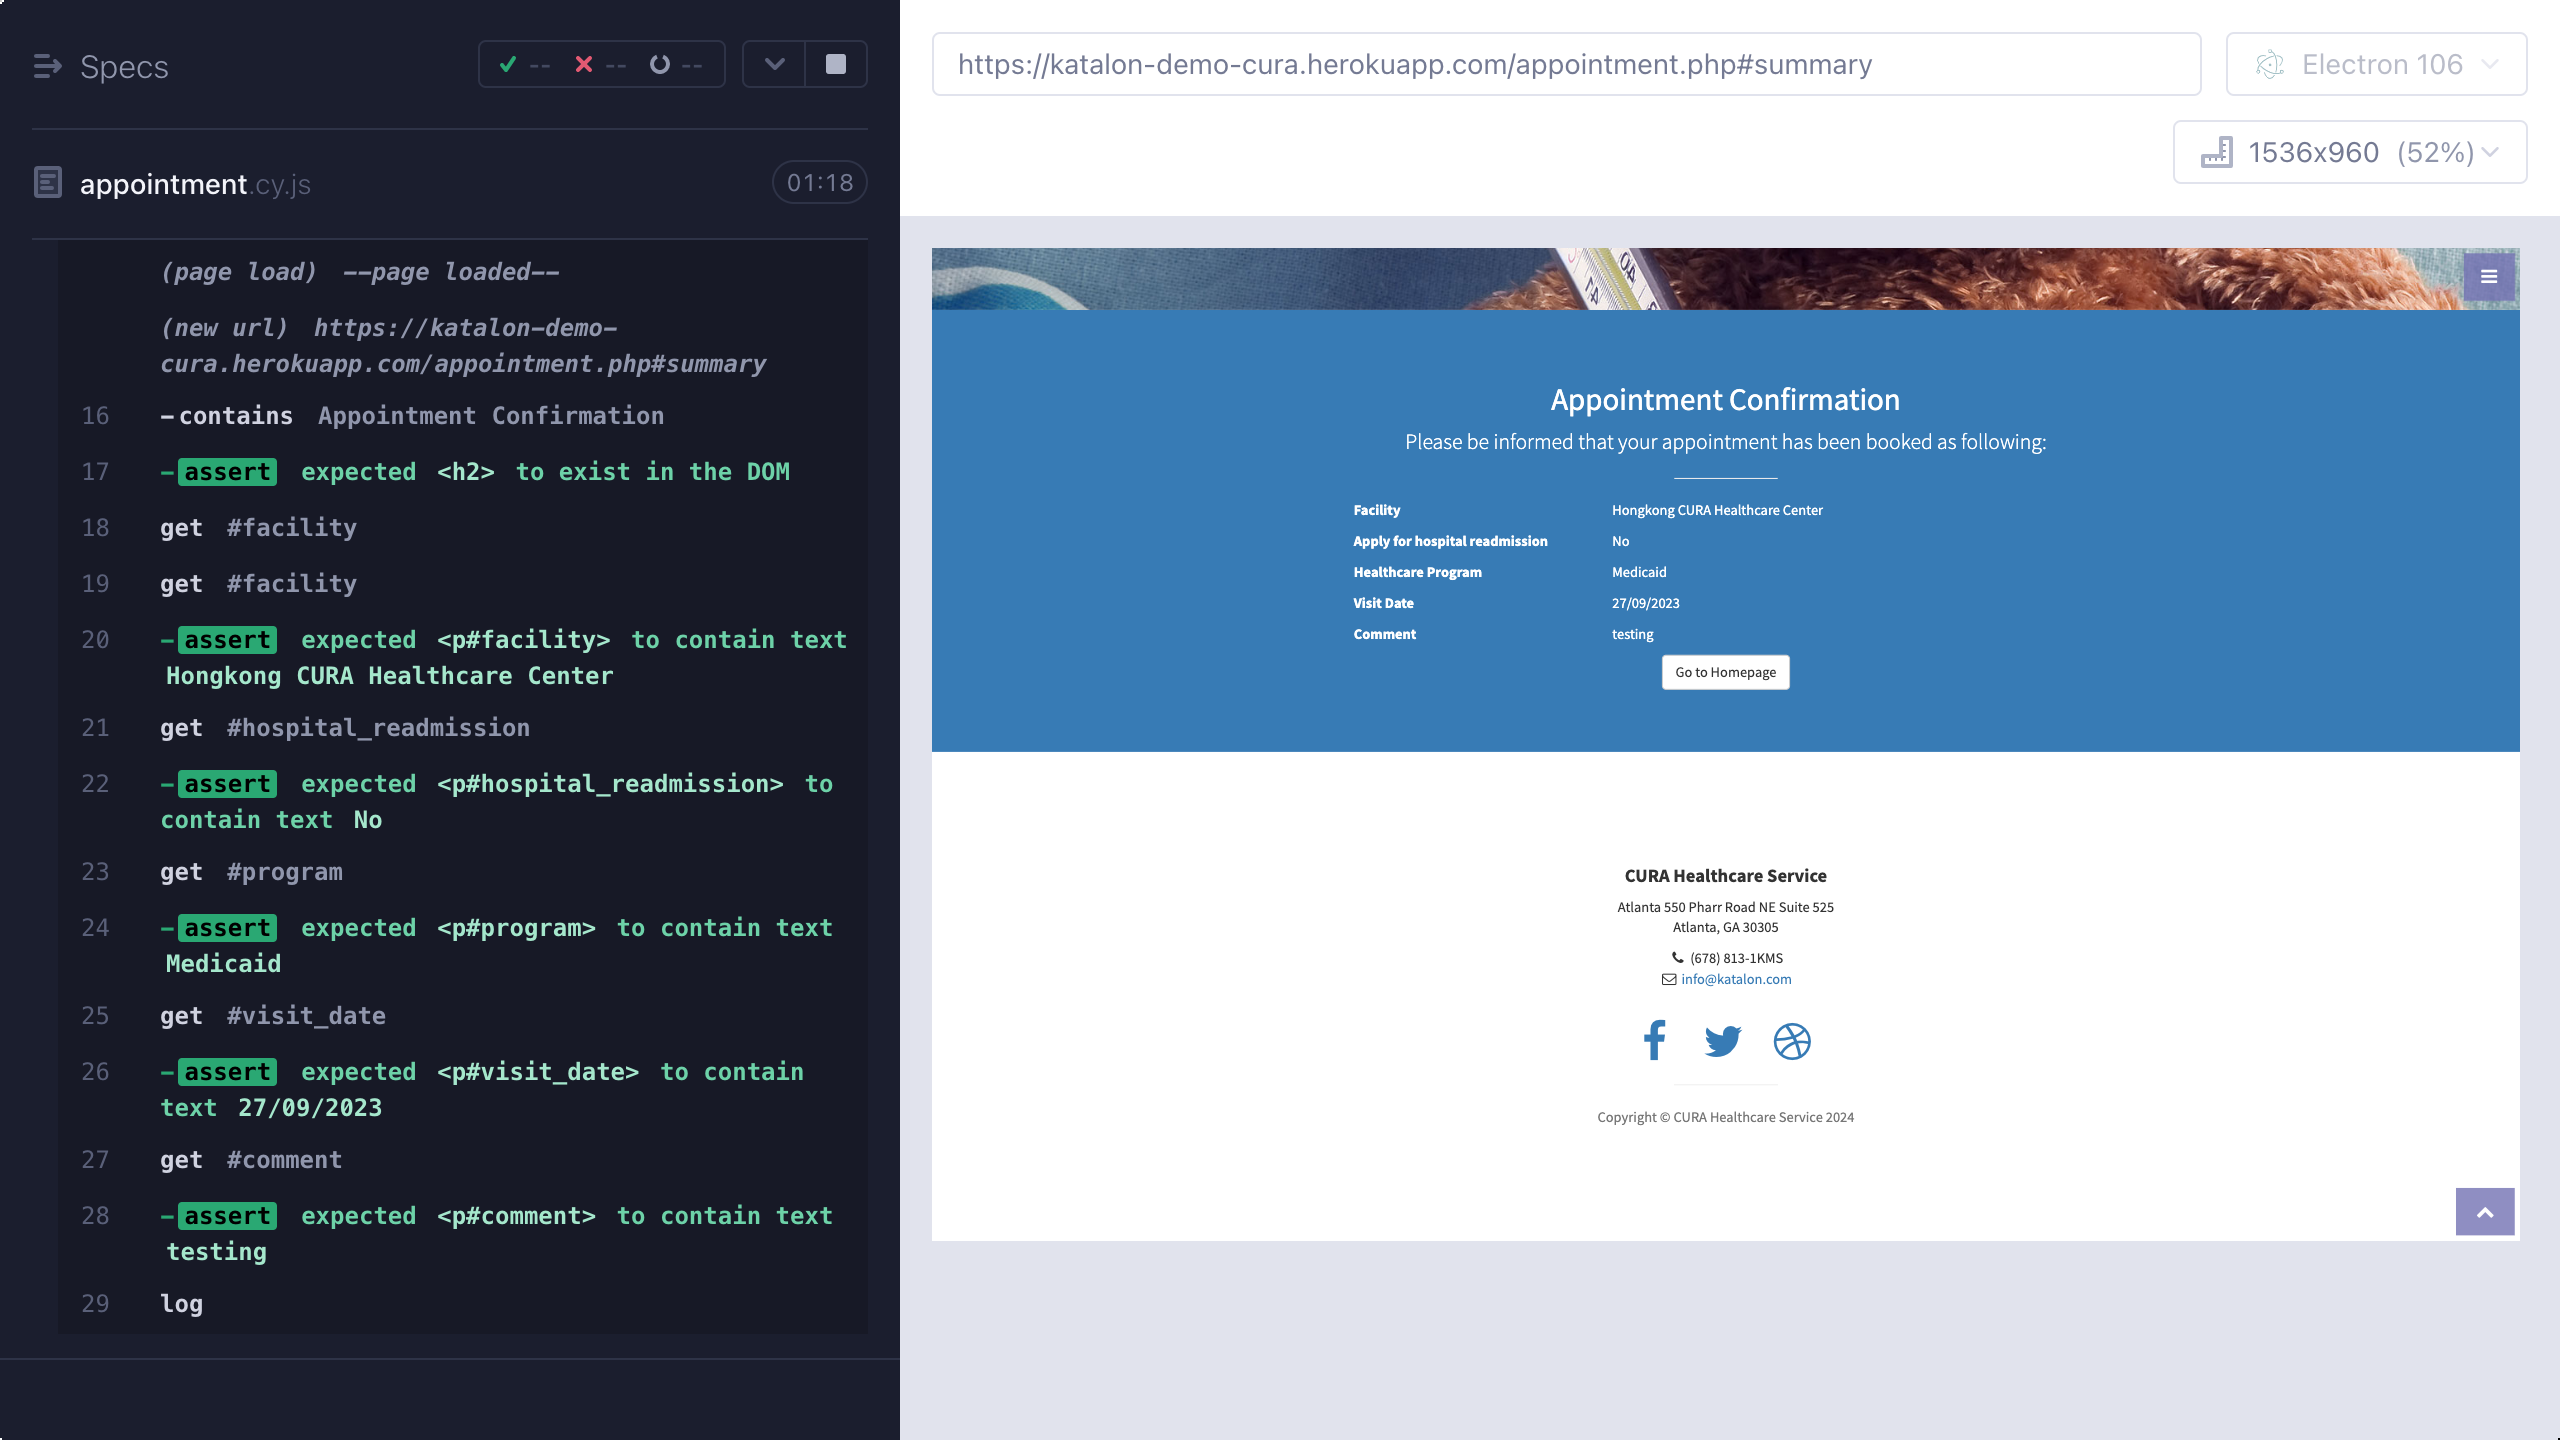 Specs
-- -- --
appointment.cy.js
01:18
(page load) --page loaded--
(new url) https://katalon-demo-
cura.herokuapp.com/appointment.php#summary
16 -contains Appointment Confirmation
17 -assert expected <h2> to exist in the DOM
18 get #facility
19 get #facility
20 -assert expected <p#facility> to contain text
Hongkong CURA Healthcare Center
21 get #hospital_readmission
22 -assert expected <p#hospital_readmission> to
contain text No
23 get #program
24 -assert expected <p#program> to contain text
Medicaid
25 get #visit_date
26 -assert expected <p#visit_date> to contain
text 27/09/2023
27 get #comment
28 -assert expected <p#comment> to contain text
testing
29 log
https://katalon-demo-cura.herokuapp.com/appointment.php#summary
Electron 106
1536x960 (52%)
Appointment Confirmation
Please be informed that your appointment has been booked as following:
Facility Hongkong CURA Healthcare Center
Apply for hospital readmission No
Healthcare Program Medicaid
Visit Date 27/09/2023
Comment testing
Go to Homepage
CURA Healthcare Service
Atlanta 550 Pharr Road NE Suite 525
Atlanta, GA 30305
(678) 813-1KMS
info@katalon.com
Copyright © CURA Healthcare Service 2024